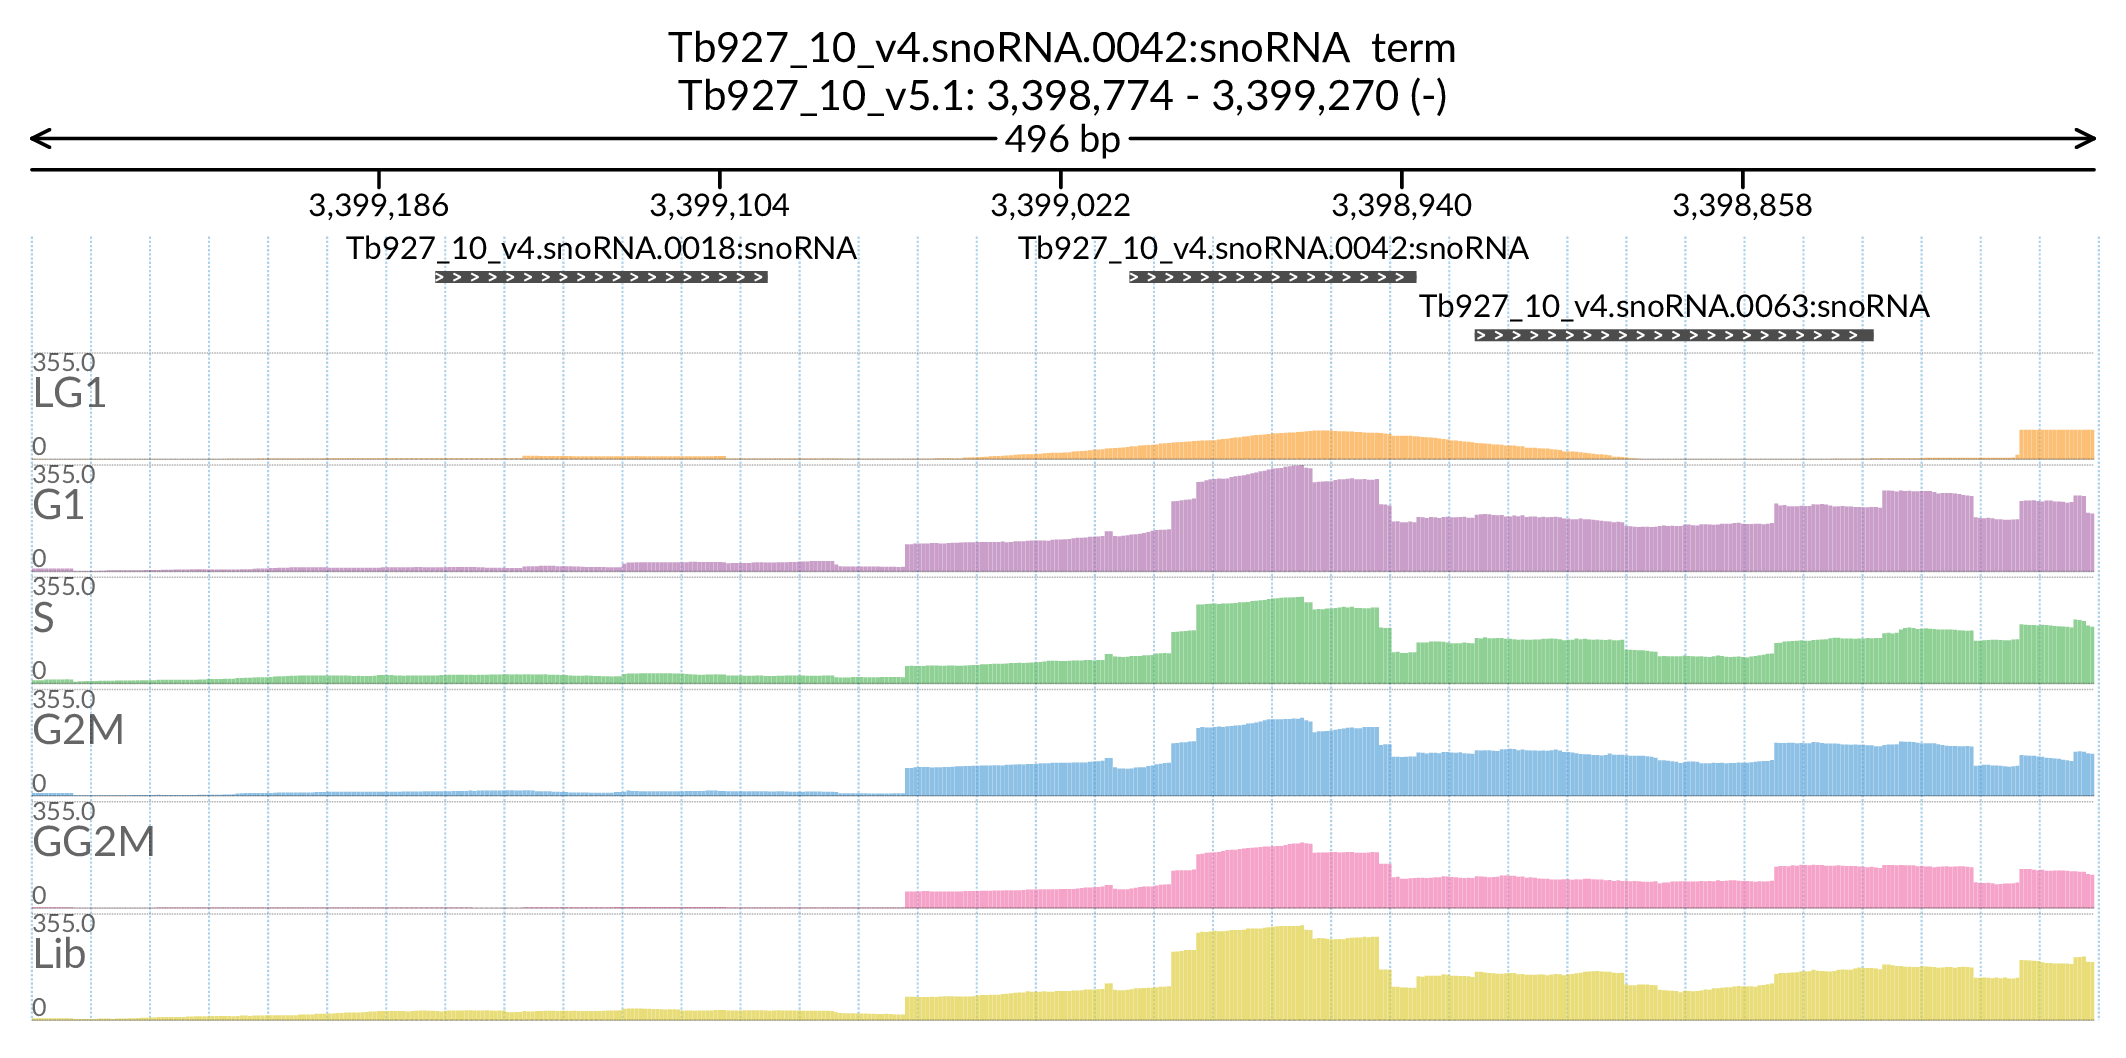 Tb927_10_v4.snoRNA.0042:snoRNA term
Tb927_10_v5.1: 3,398,774 - 3,399,270 (-)
496 bp
3,399,186 3,399,104 3,399,022 3,398,940 3,398,858
Tb927_10_v4.snoRNA.0018:snoRNA Tb927_10_v4.snoRNA.0042:snoRNA
Tb927_10_v4.snoRNA.0063:snoRNA
355.0
LG1
0
355.0
G1
0
355.0
S
0
355.0
G2M
0
355.0
GG2M
0
355.0
Lib
0